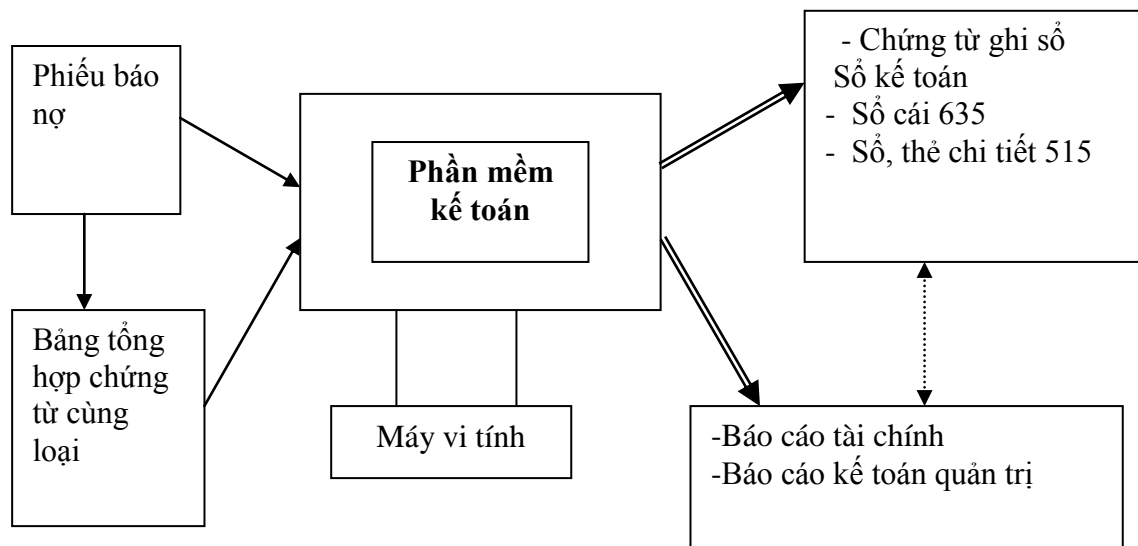 Phiếu báo
nợ
Bảng tổng
hợp chứng
từ cùng
loại
Phần mềm
kế toán
Máy vi tính
- Chứng từ ghi sổ
Sổ kế toán
- Sổ cái 635
- Sổ, thẻ chi tiết 515
-Báo cáo tài chính
-Báo cáo kế toán quản trị